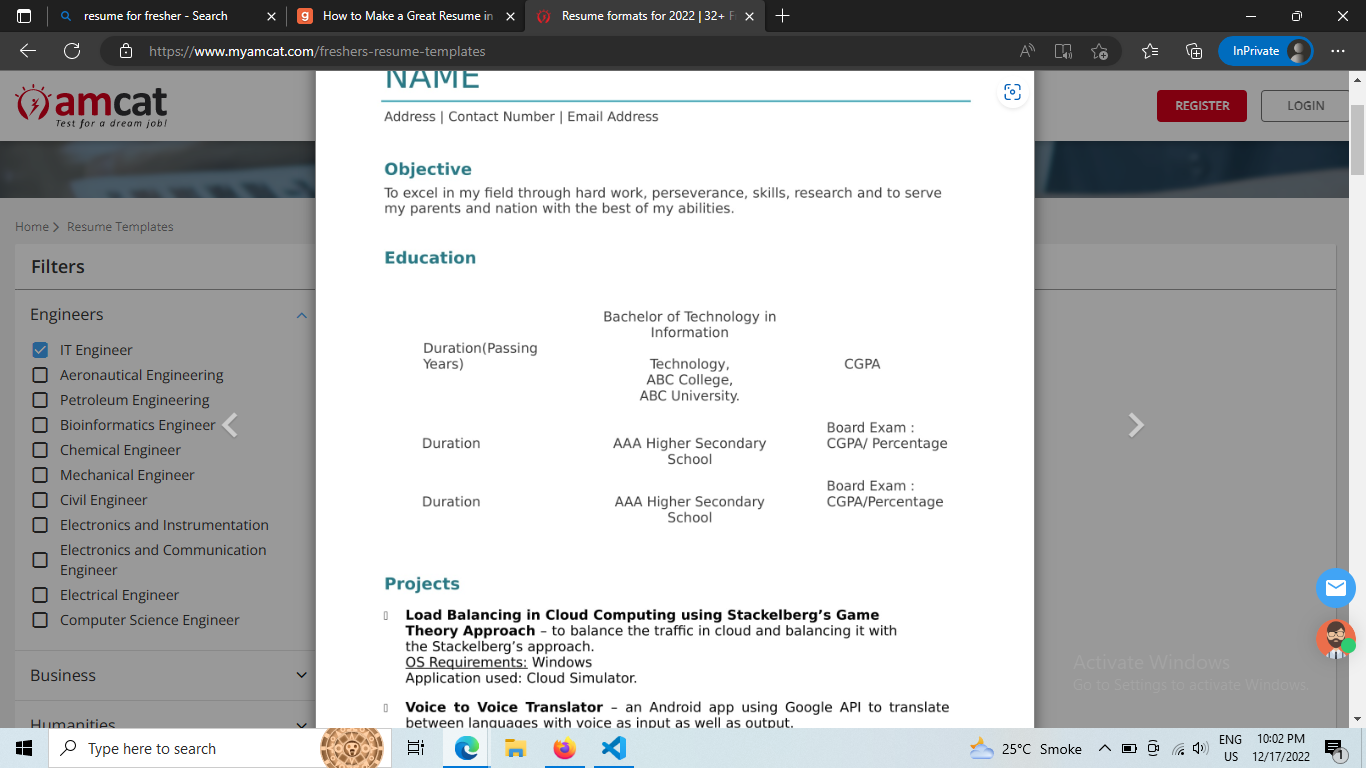 resume for fresher - Search
How to Make a Great Resume in
Resume formats for 2022 | 32+ F
https://www.myamcat.com/freshers-resume-templates
InPrivate
amcat
Test for a dream job!
REGISTER
LOGIN
Home > Resume Templates
Filters
Engineers
IT Engineer
Aeronautical Engineering
Petroleum Engineering
Bioinformatics Engineer
Chemical Engineer
Mechanical Engineer
Civil Engineer
Electronics and Instrumentation
Electronics and Communication
Engineer
Electrical Engineer
Computer Science Engineer
Business
Humanities
NAME
Address | Contact Number | Email Address
Objective
To excel in my field through hard work, perseverance, skills, research and to serve
my parents and nation with the best of my abilities.
Education
Duration(Passing
Years)
Bachelor of Technology in
Information
Technology,
ABC College,
ABC University.
CGPA
Duration
AAA Higher Secondary
School
Board Exam :
CGPA/ Percentage
Duration
AAA Higher Secondary
School
Board Exam :
CGPA/Percentage
Projects
Load Balancing in Cloud Computing using Stackelberg’s Game
Theory Approach – to balance the traffic in cloud and balancing it with
the Stackelberg’s approach.
OS Requirements: Windows
Application used: Cloud Simulator.
Voice to Voice Translator – an Android app using Google API to translate
between languages with voice as input as well as output.
Activate Windows
Go to Settings to activate Windows.
Type here to search
25°C Smoke
ENG
US
10:02 PM
12/17/2022
1